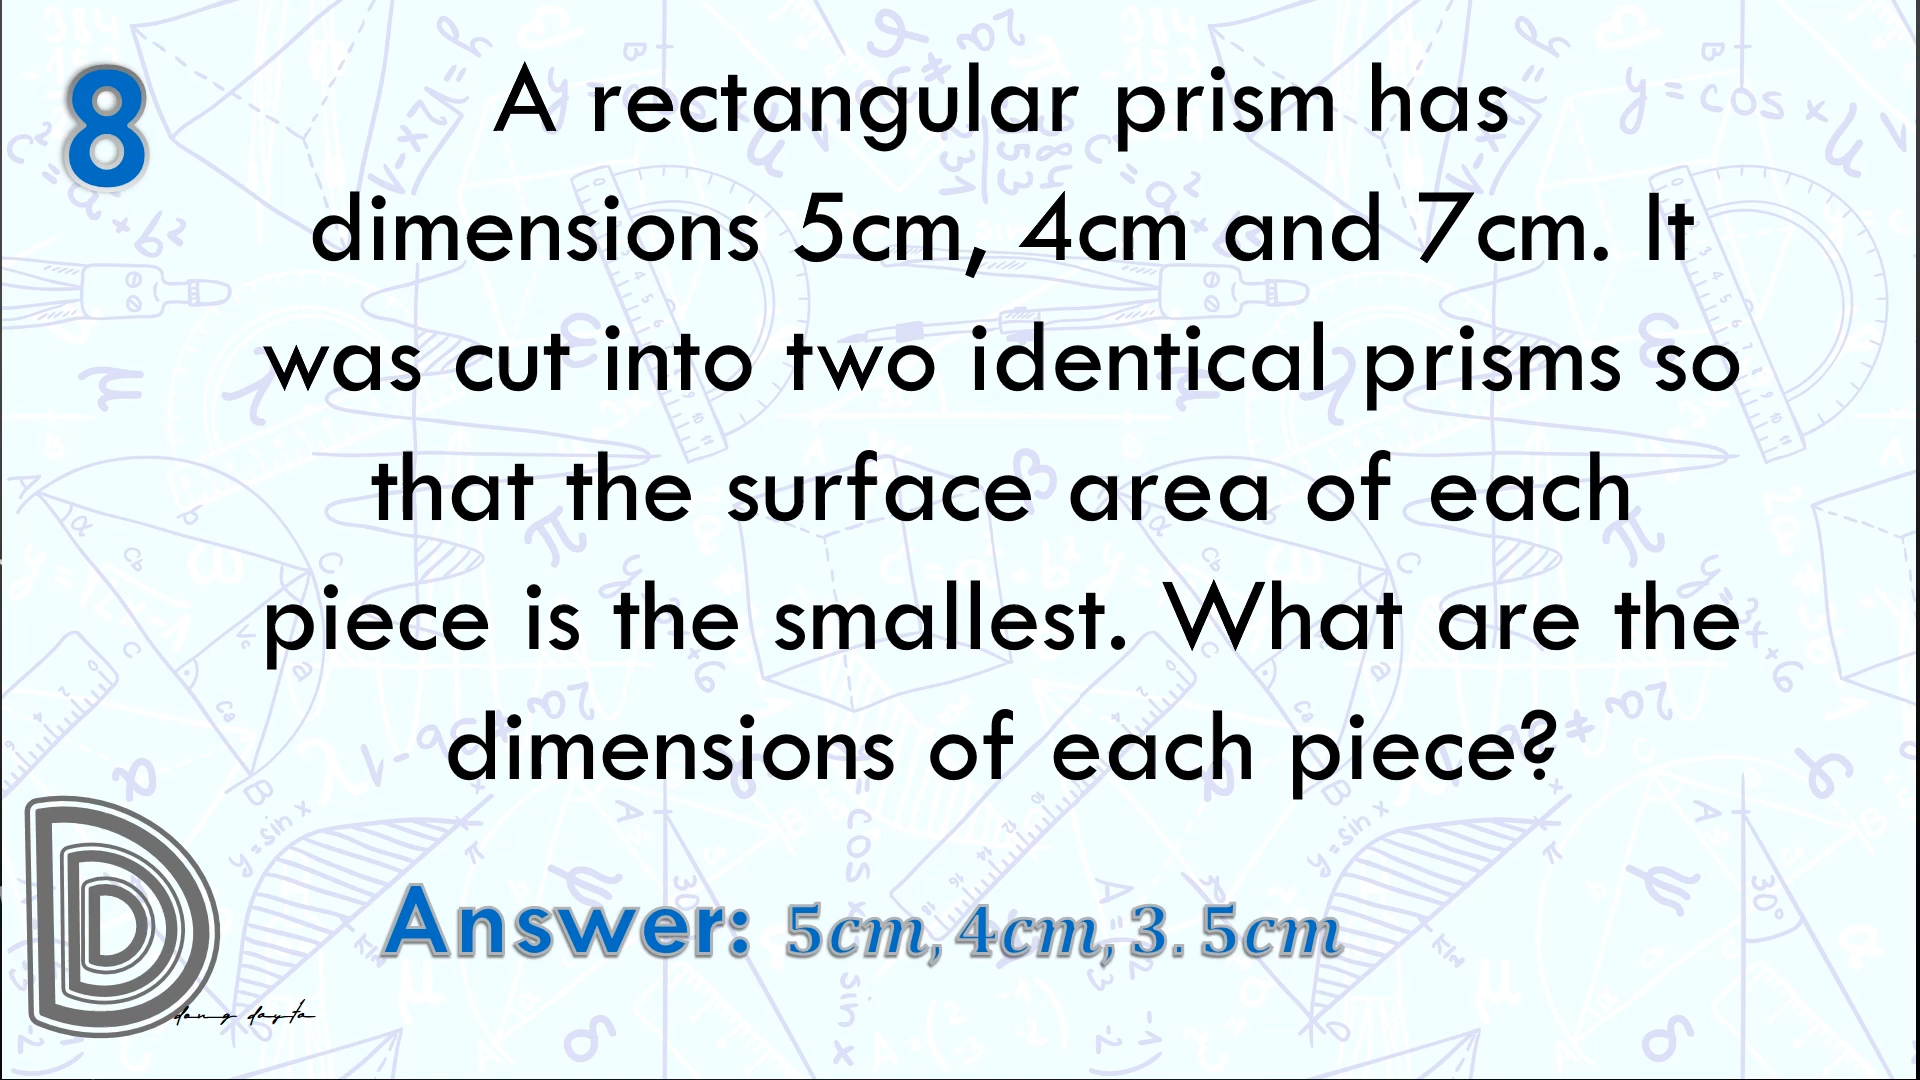 8
A rectangular prism has
dimensions 5cm, 4cm and 7cm. It
was cut into two identical prisms so
that the surface area of each
piece is the smallest. What are the
dimensions of each piece?
Answer: 5cm, 4cm, 3.5cm
D
dong dayta